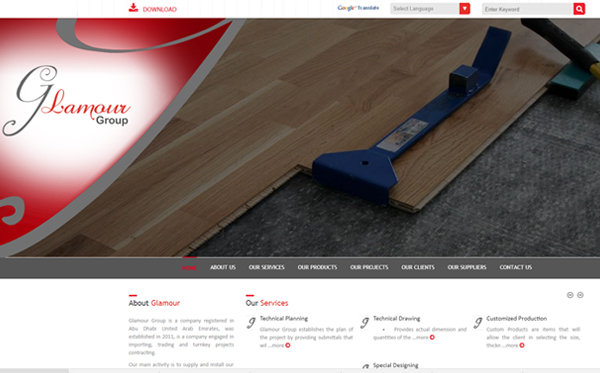 DOWNLOAD
Google Translate
Select Language
Enter Keyword
Glamour
Group
HOME
ABOUT US
OUR SERVICES
OUR PRODUCTS
OUR PROJECTS
OUR CLIENTS
OUR SUPPLIERS
CONTACT US
About Glamour
Glamour Group is a company registered in
Abu Dhabi United Arab Emirates, was
established in 2011, is a company engaged in
importing, trading and turnkey projects
contracting.
Our main activity is to supply and install our
Our Services
Technical Planning
Glamour Group establishes the plan of
the project by providing submittals that
wil ...more
Technical Drawing
• Provides actual dimension and
quantities of the ...more
Special Designing
Customized Production
Custom Products are items that will
allow the client in selecting the size,
thickn ...more